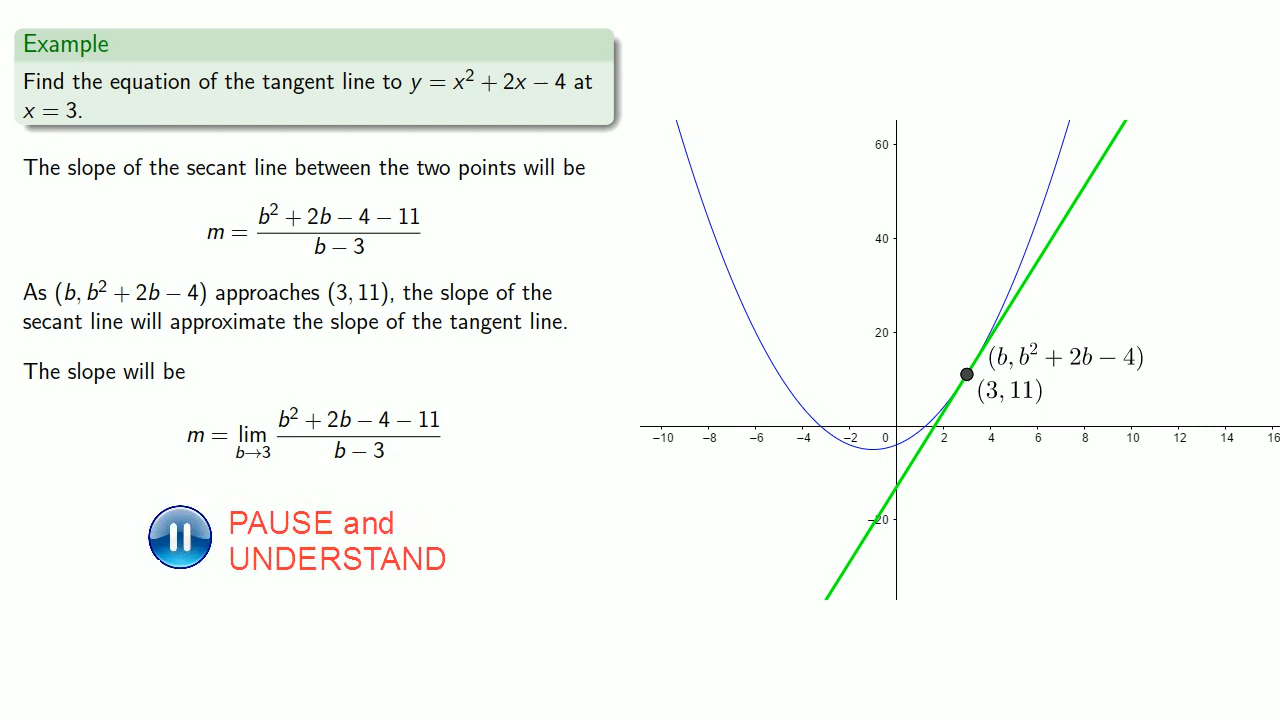 Example
Find the equation of the tangent line to y = x² + 2x − 4 at
x = 3.
The slope of the secant line between the two points will be
m = (b² + 2b − 4 − 11)/(b − 3)
As (b, b² + 2b − 4) approaches (3, 11), the slope of the
secant line will approximate the slope of the tangent line.
The slope will be
m = lim b→3 (b² + 2b − 4 − 11)/(b − 3)
PAUSE and
UNDERSTAND
60
40
20
(b, b² + 2b − 4)
(3, 11)
−10 −8 −6 −4 −2 0 2 4 6 8 10 12 14 16
−20